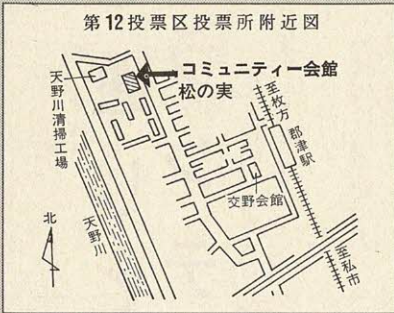 第12投票区投票所附近図
コミュニティー会館
松の実
天野川清掃工場
至枚方
郡津駅
交野会館
北
天野川
至私市